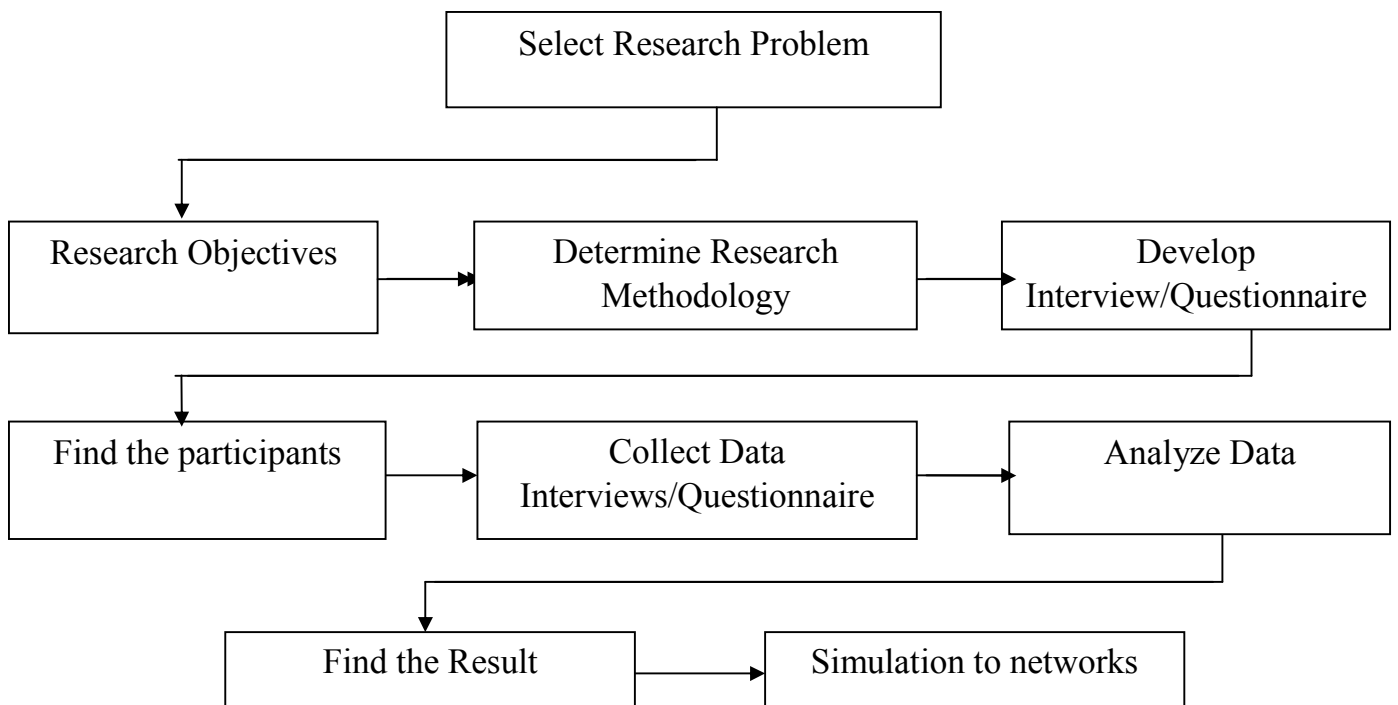 Select Research Problem
Research Objectives
Determine Research
Methodology
Develop
Interview/Questionnaire
Find the participants
Collect Data
Interviews/Questionnaire
Analyze Data
Find the Result
Simulation to networks